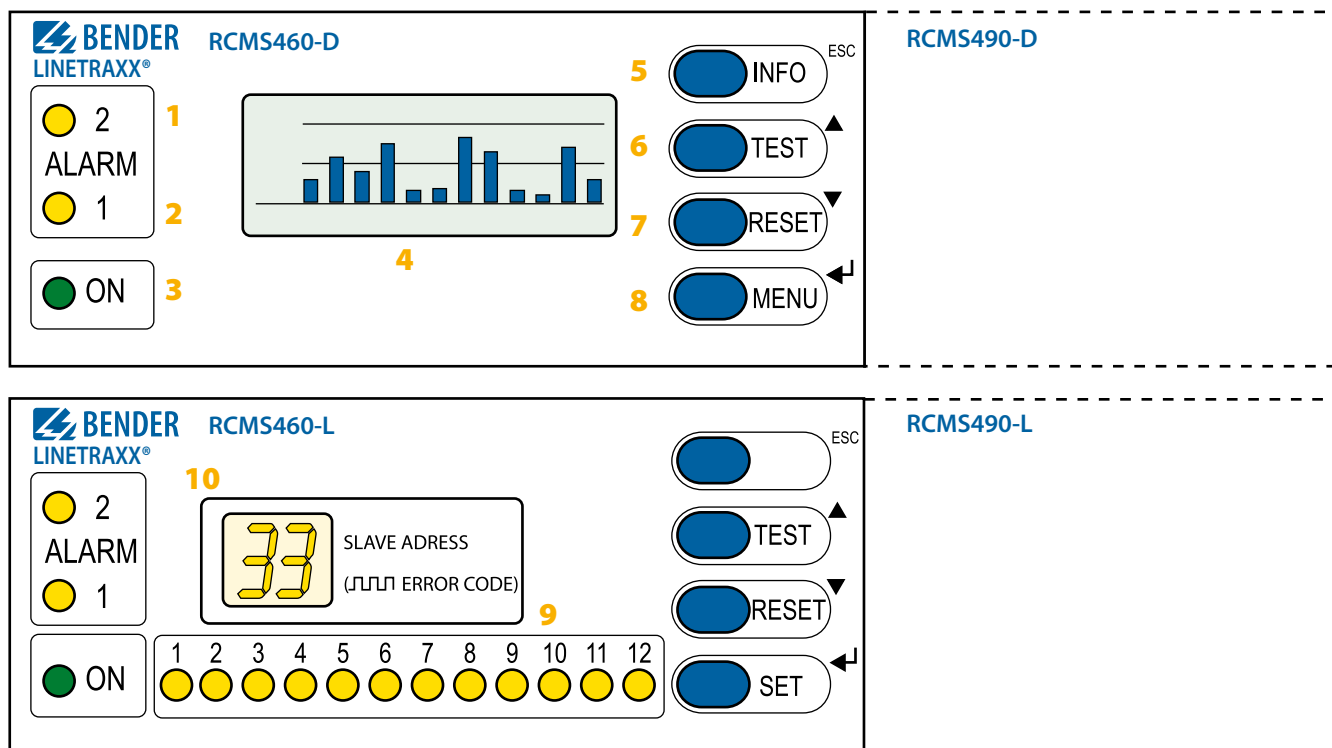 BENDER RCMS460-D
LINETRAXX®
RCMS490-D
2 1
ALARM
1 2
ON 3
4
5 INFO ESC
6 TEST
7 RESET
8 MENU
BENDER RCMS460-L
LINETRAXX®
RCMS490-L
2
ALARM
1
ON
10
33 SLAVE ADRESS
( ERROR CODE)
9
1 2 3 4 5 6 7 8 9 10 11 12
ESC
TEST
RESET
SET